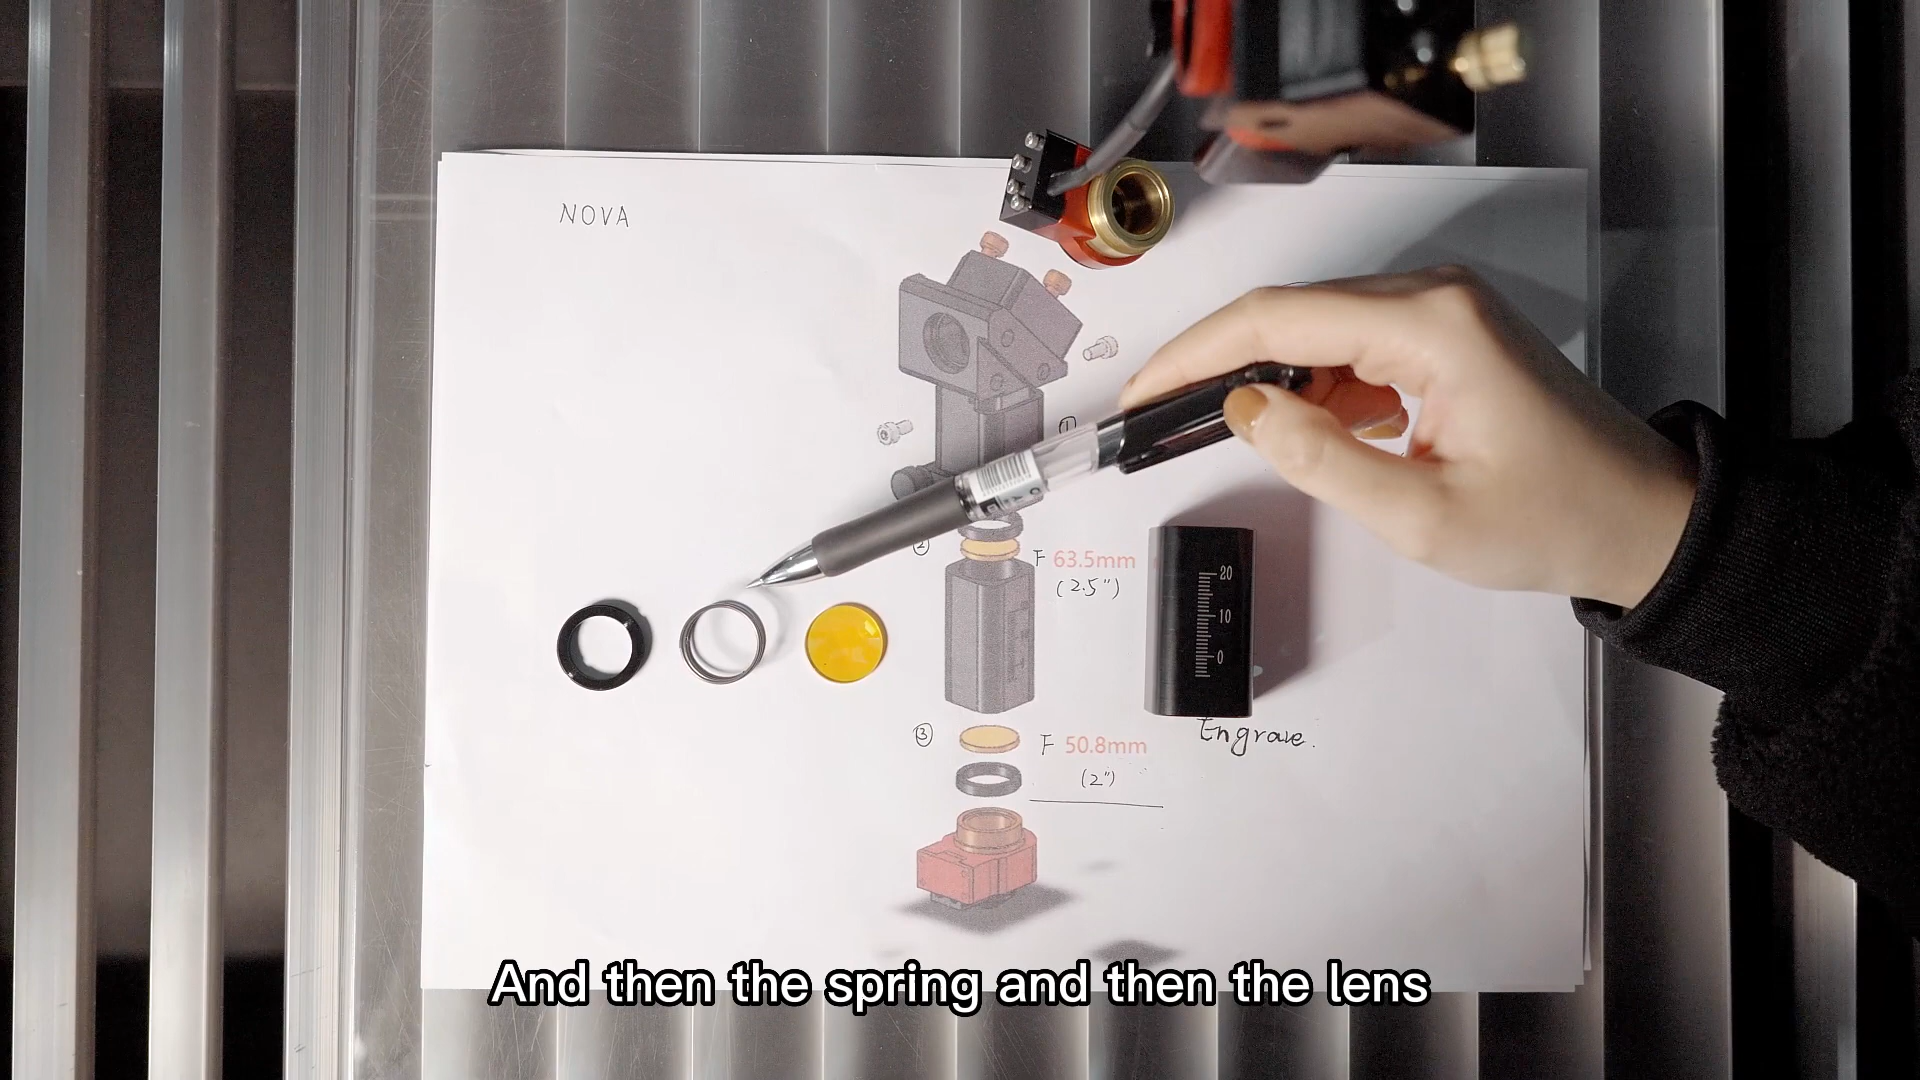 NOVA
①
②
F 63.5mm
(2.5")
20
10
0
③
F 50.8mm
(2")
Engrave.
And then the spring and then the lens